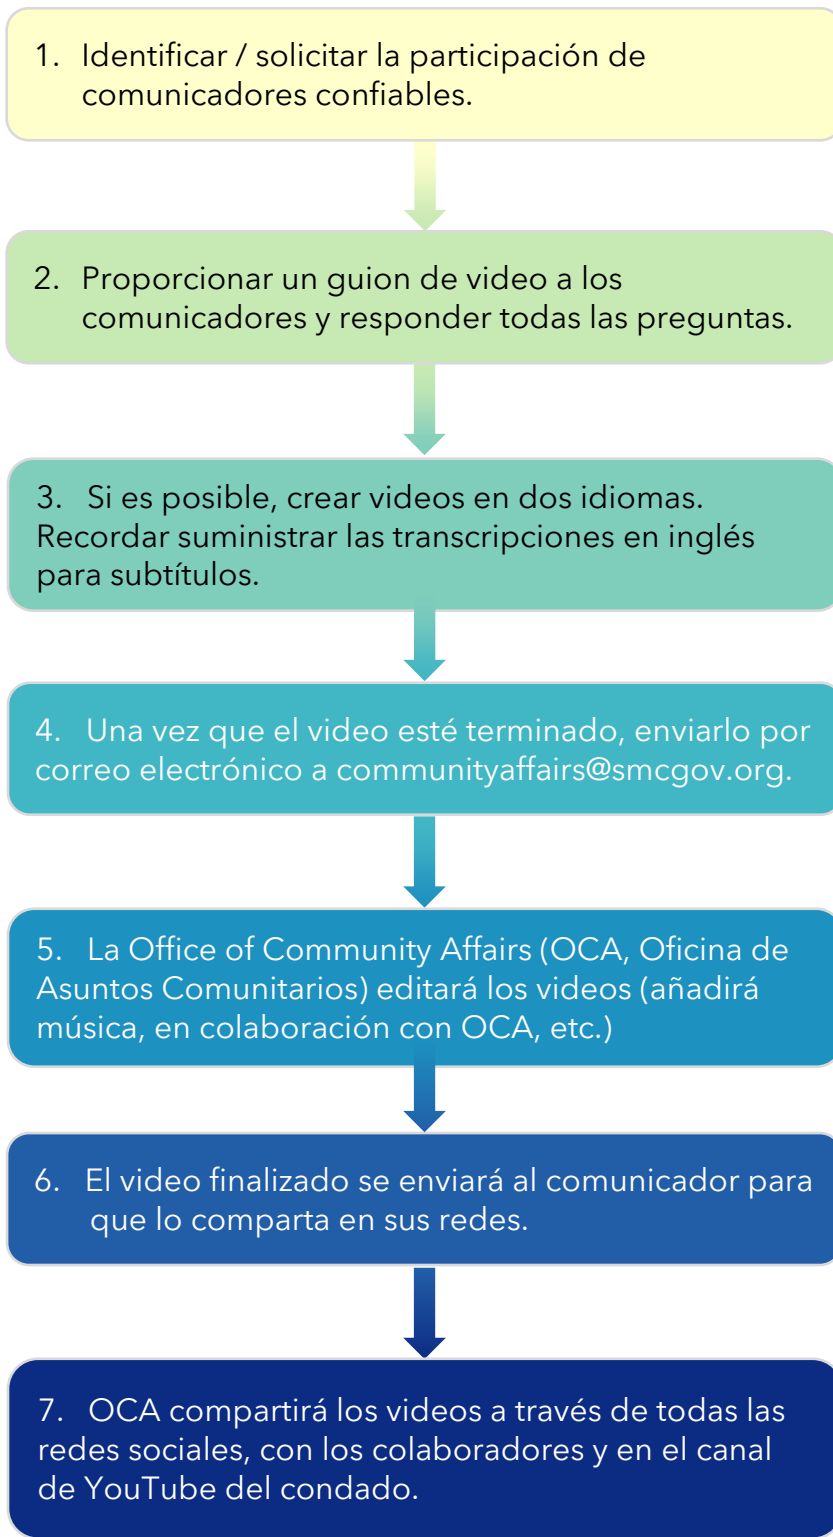 1. Identificar / solicitar la participación de
comunicadores confiables.
2. Proporcionar un guion de video a los
comunicadores y responder todas las preguntas.
3. Si es posible, crear videos en dos idiomas.
Recordar suministrar las transcripciones en inglés
para subtítulos.
4. Una vez que el video esté terminado, enviarlo por
correo electrónico a communityaffairs@smcgov.org.
5. La Office of Community Affairs (OCA, Oficina de
Asuntos Comunitarios) editará los videos (añadirá
música, en colaboración con OCA, etc.)
6. El video finalizado se enviará al comunicador para
que lo comparta en sus redes.
7. OCA compartirá los videos a través de todas las
redes sociales, con los colaboradores y en el canal
de YouTube del condado.